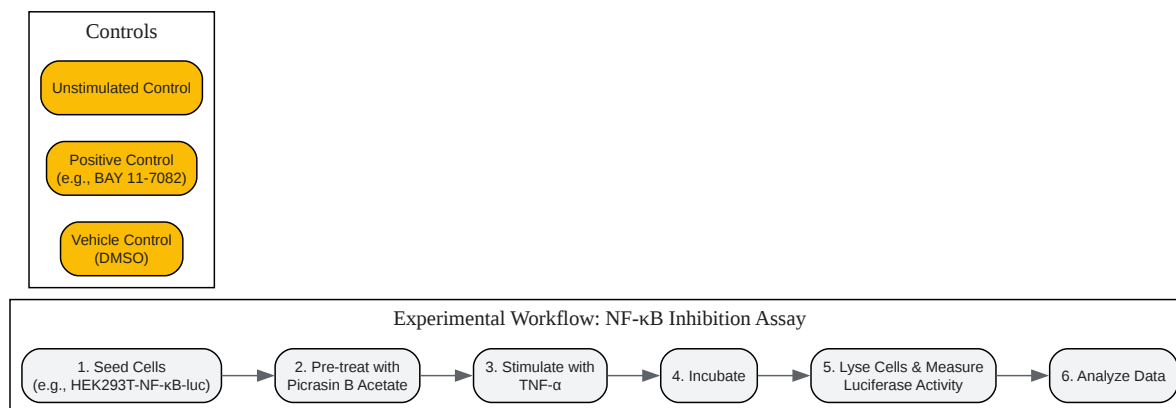 Controls
Unstimulated Control
Positive Control
(e.g., BAY 11-7082)
Vehicle Control
(DMSO)
Experimental Workflow: NF-κB Inhibition Assay
1. Seed Cells
(e.g., HEK293T-NF-κB-luc)
2. Pre-treat with
Picrasin B Acetate
3. Stimulate with
TNF-α
4. Incubate
5. Lyse Cells & Measure
Luciferase Activity
6. Analyze Data